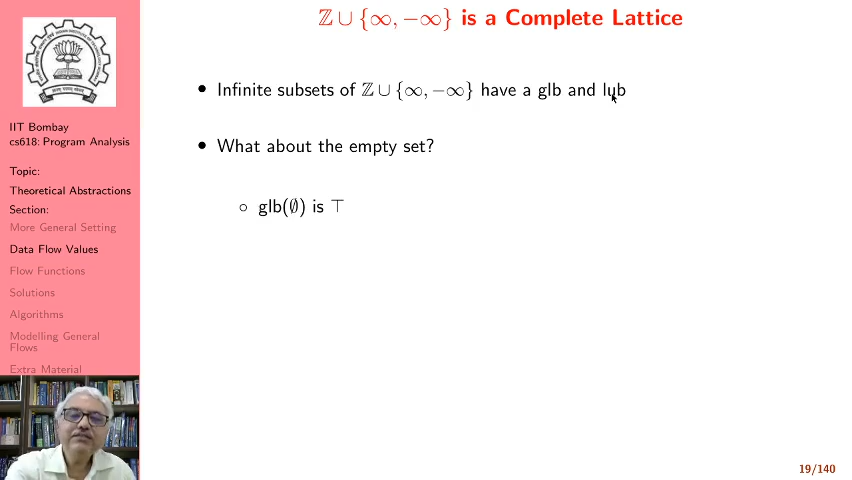 ℤ ∪ {∞, −∞} is a Complete Lattice
IIT Bombay
cs618: Program Analysis
Topic:
Theoretical Abstractions
Section:
More General Setting
Data Flow Values
Flow Functions
Solutions
Algorithms
Modelling General
Flows
Extra Material
• Infinite subsets of ℤ ∪ {∞, −∞} have a glb and lub
• What about the empty set?
◦ glb(∅) is ⊤
19/140